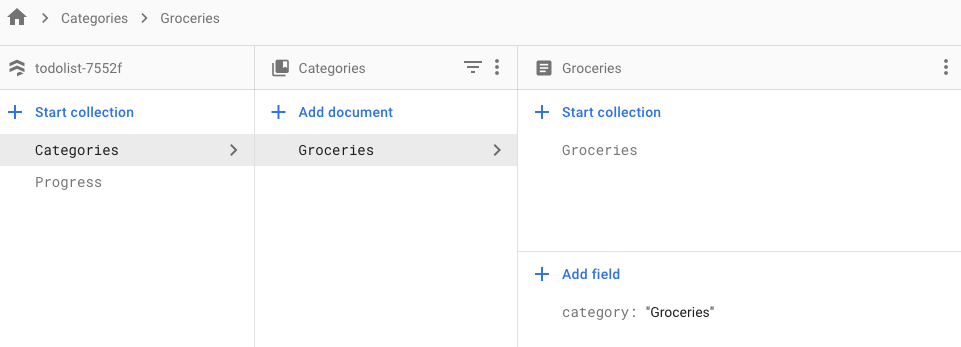 Categories Groceries
todolist-7552f Categories Groceries
Start collection Add document Start collection
Categories Groceries Groceries
Progress
Add field
category: "Groceries"